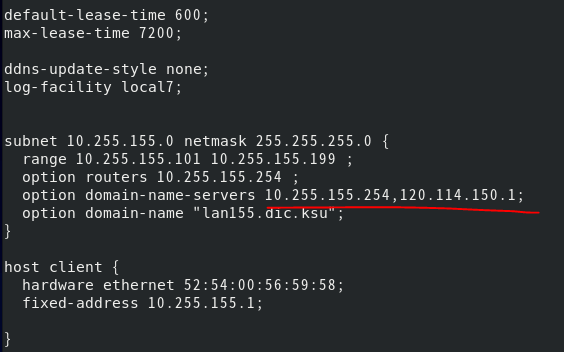 default-lease-time 600;
max-lease-time 7200;
ddns-update-style none;
log-facility local7;
subnet 10.255.155.0 netmask 255.255.255.0 {
range 10.255.155.101 10.255.155.199 ;
option routers 10.255.155.254 ;
option domain-name-servers 10.255.155.254,120.114.150.1;
option domain-name "lan155.dic.ksu";
}
host client {
hardware ethernet 52:54:00:56:59:58;
fixed-address 10.255.155.1;
}